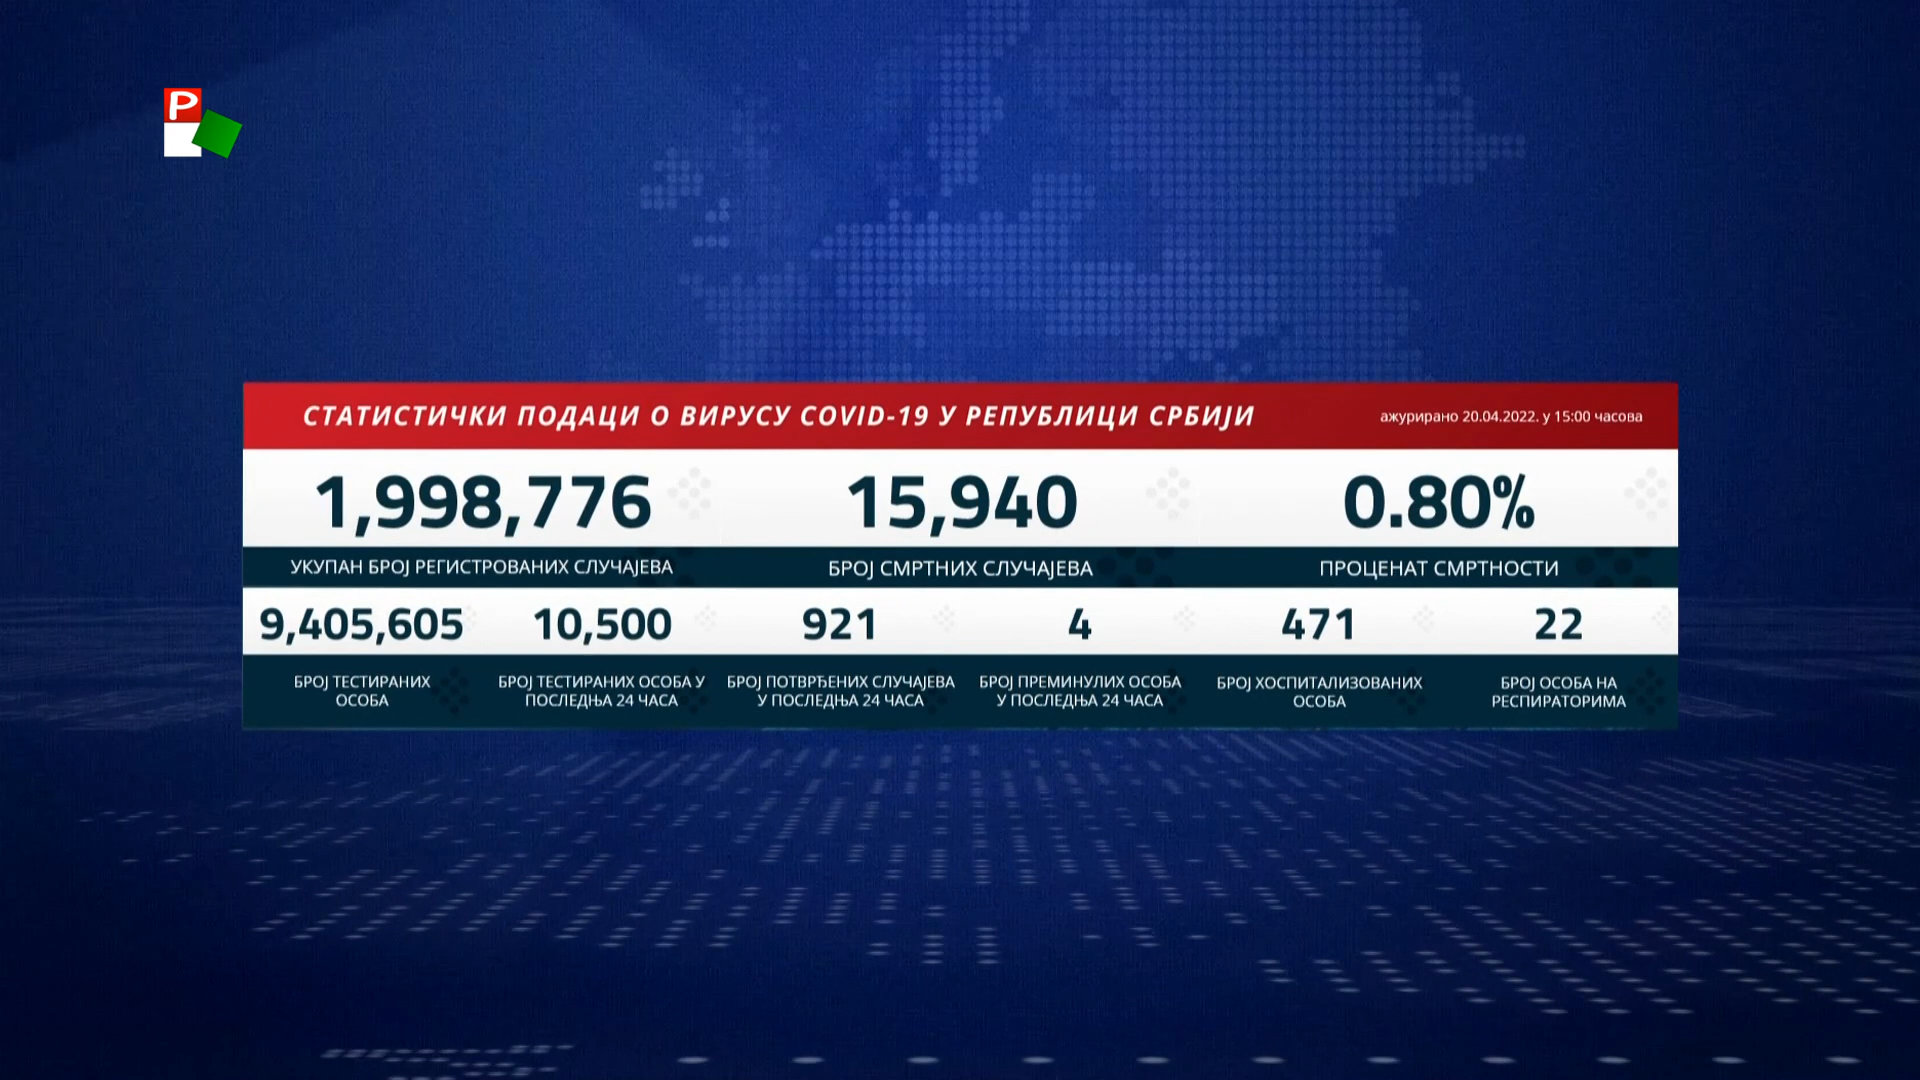 P
СТАТИСТИЧКИ ПОДАЦИ О ВИРУСУ COVID-19 У РЕПУБЛИЦИ СРБИЈИ
ажурирано 20.04.2022. у 15:00 часова
1,998,776
15,940
0.80%
УКУПАН БРОЈ РЕГИСТРОВАНИХ СЛУЧАЈЕВА
БРОЈ СМРТНИХ СЛУЧАЈЕВА
ПРОЦЕНАТ СМРТНОСТИ
9,405,605
10,500
921
4
471
22
БРОЈ ТЕСТИРАНИХ
ОСОБА
БРОЈ ТЕСТИРАНИХ ОСОБА У
ПОСЛЕДЊА 24 ЧАСА
БРОЈ ПОТВРЂЕНИХ СЛУЧАЈЕВА
У ПОСЛЕДЊА 24 ЧАСА
БРОЈ ПРЕМИНУЛИХ ОСОБА
У ПОСЛЕДЊА 24 ЧАСА
БРОЈ ХОСПИТАЛИЗОВАНИХ
ОСОБА
БРОЈ ОСОБА НА
РЕСПИРАТОРИМА